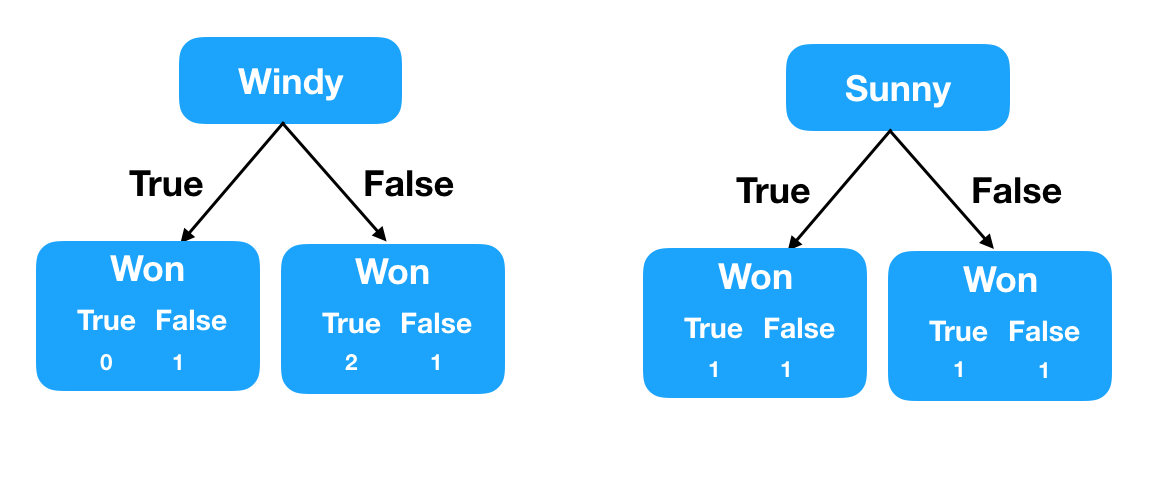 Windy
True False
Won
True False
0 1
Won
True False
2 1
Sunny
True False
Won
True False
1 1
Won
True False
1 1